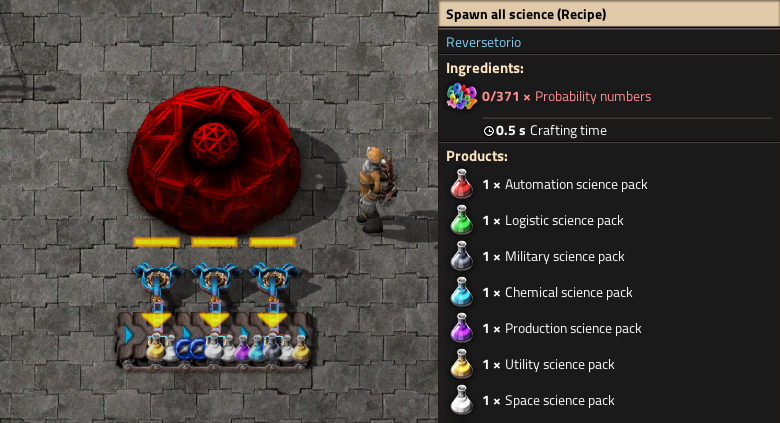 Spawn all science (Recipe)
Reversetorio
Ingredients:
0/371 × Probability numbers
0.5 s Crafting time
Products:
1 × Automation science pack
1 × Logistic science pack
1 × Military science pack
1 × Chemical science pack
1 × Production science pack
1 × Utility science pack
1 × Space science pack